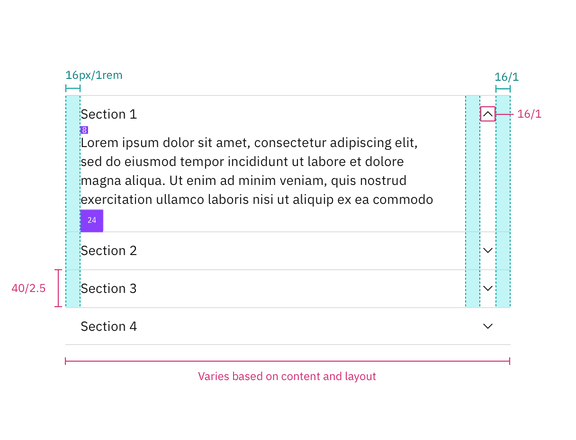 16px/1rem
16/1
Section 1
16/1
8
Lorem ipsum dolor sit amet, consectetur adipiscing elit,
sed do eiusmod tempor incididunt ut labore et dolore
magna aliqua. Ut enim ad minim veniam, quis nostrud
exercitation ullamco laboris nisi ut aliquip ex ea commodo
24
Section 2
40/2.5
Section 3
Section 4
Varies based on content and layout